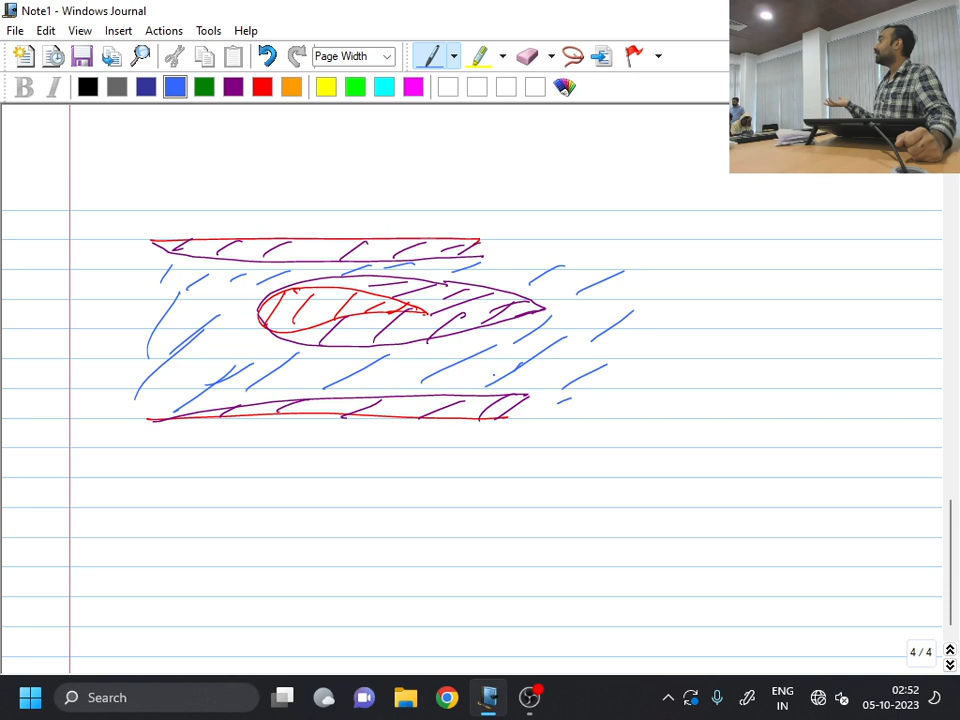 Note1 - Windows Journal
File Edit View Insert Actions Tools Help
Page Width
B I
4 / 4
Search
ENG
IN
02:52
05-10-2023